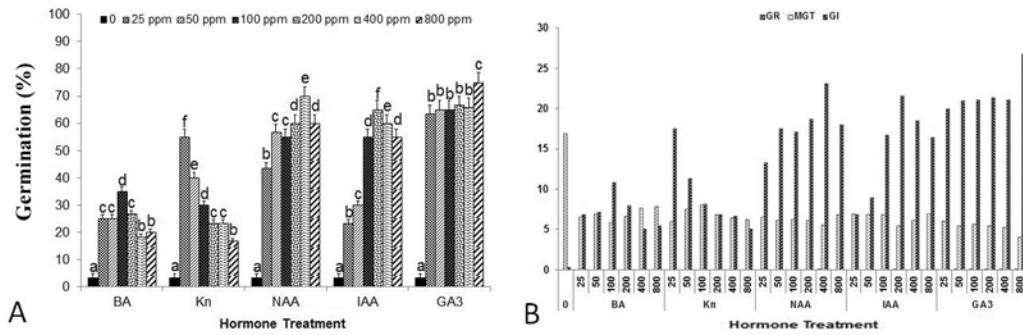 A
0 25 ppm 50 ppm 100 ppm 200 ppm 400 ppm 800 ppm
Germination (%)
100
90
80
70
60
50
40
30
20
10
0
a c c d c b b
a f e d c c b
a b c c d e d
a b c d f e d
a b b b b b c
BA Kn NAA IAA GA3
Hormone Treatment
B
GR MGT GI
30
25
20
15
10
5
0
0 25 50 100 200 400 800 25 50 100 200 400 800 25 50 100 200 400 800 25 50 100 200 400 800 25 50 100 200 400 800
BA Kn NAA IAA GA3
Hormone Treatment